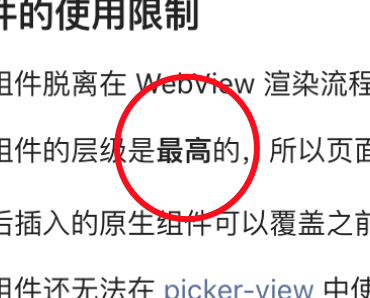 件的使用限制
组件脱离在 WebView 渲染流程
组件的层级是最高的，所以页面
后插入的原生组件可以覆盖之前
组件还无法在 picker-view 中使